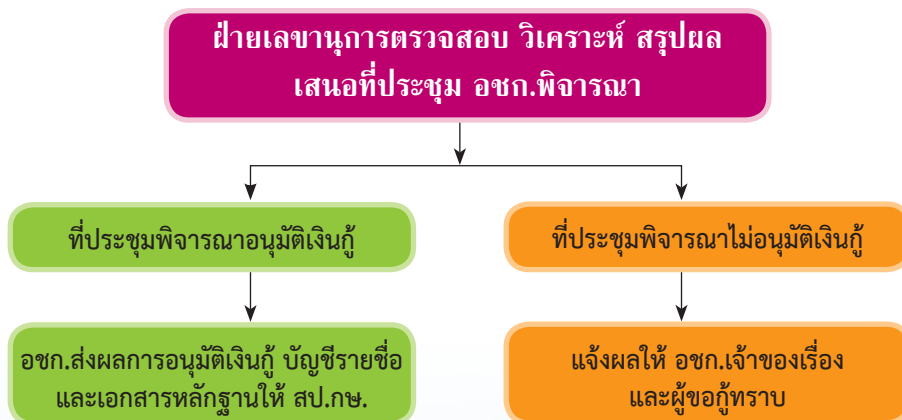 ฝ่ายเลขานุการตรวจสอบ วิเคราะห์ สรุปผล
เสนอที่ประชุม อชก.พิจารณา
ที่ประชุมพิจารณาอนุมัติเงินกู้
ที่ประชุมพิจารณาไม่อนุมัติเงินกู้
อชก.ส่งผลการอนุมัติเงินกู้ บัญชีรายชื่อ
และเอกสารหลักฐานให้ สป.กษ.
แจ้งผลให้ อชก.เจ้าของเรื่อง
และผู้ขอกู้ทราบ